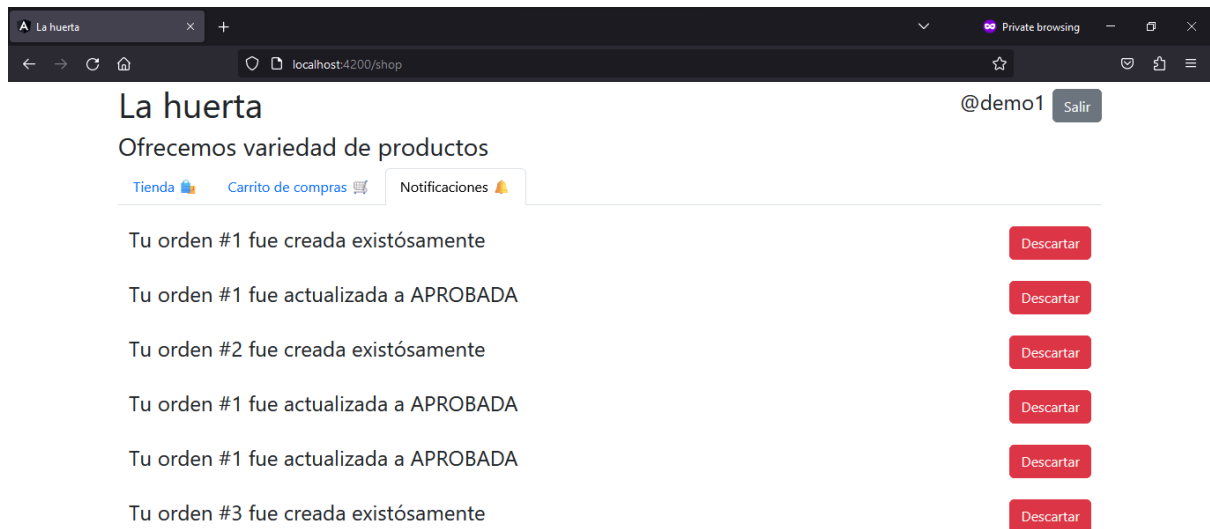 La huerta
Private browsing
localhost:4200/shop
La huerta
@demo1 Salir
Ofrecemos variedad de productos
Tienda Carrito de compras Notificaciones
Tu orden #1 fue creada existósamente Descartar
Tu orden #1 fue actualizada a APROBADA Descartar
Tu orden #2 fue creada existósamente Descartar
Tu orden #1 fue actualizada a APROBADA Descartar
Tu orden #1 fue actualizada a APROBADA Descartar
Tu orden #3 fue creada existósamente Descartar